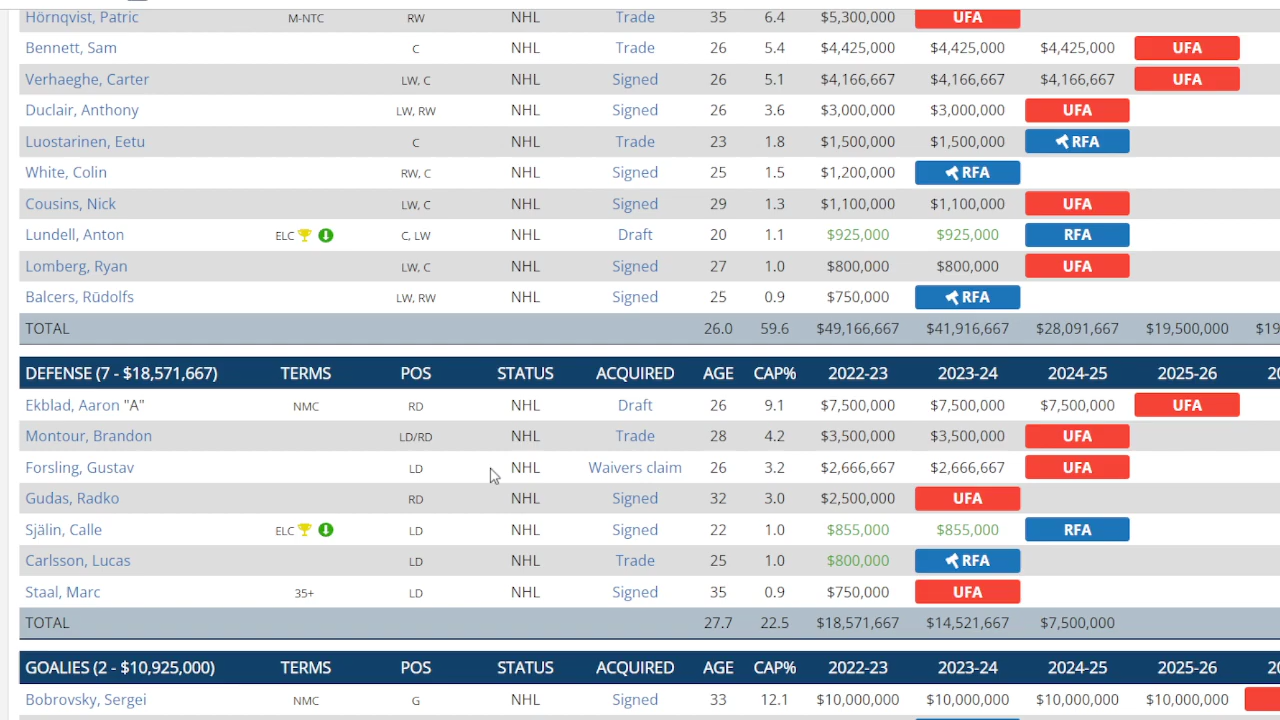 Hörnqvist, Patric M-NTC RW NHL Trade 35 6.4 $5,300,000 UFA
Bennett, Sam C NHL Trade 26 5.4 $4,425,000 $4,425,000 $4,425,000 UFA
Verhaeghe, Carter LW, C NHL Signed 26 5.1 $4,166,667 $4,166,667 $4,166,667 UFA
Duclair, Anthony LW, RW NHL Signed 26 3.6 $3,000,000 $3,000,000 UFA
Luostarinen, Eetu C NHL Trade 23 1.8 $1,500,000 $1,500,000 RFA
White, Colin RW, C NHL Signed 25 1.5 $1,200,000 RFA
Cousins, Nick LW, C NHL Signed 29 1.3 $1,100,000 $1,100,000 UFA
Lundell, Anton ELC C, LW NHL Draft 20 1.1 $925,000 $925,000 RFA
Lomberg, Ryan LW, C NHL Signed 27 1.0 $800,000 $800,000 UFA
Balcers, Rūdolfs LW, RW NHL Signed 25 0.9 $750,000 RFA
TOTAL 26.0 59.6 $49,166,667 $41,916,667 $28,091,667 $19,500,000 $19
DEFENSE (7 - $18,571,667) TERMS POS STATUS ACQUIRED AGE CAP% 2022-23 2023-24 2024-25 2025-26 2
Ekblad, Aaron "A" NMC RD NHL Draft 26 9.1 $7,500,000 $7,500,000 $7,500,000 UFA
Montour, Brandon LD/RD NHL Trade 28 4.2 $3,500,000 $3,500,000 UFA
Forsling, Gustav LD NHL Waivers claim 26 3.2 $2,666,667 $2,666,667 UFA
Gudas, Radko RD NHL Signed 32 3.0 $2,500,000 UFA
Själin, Calle ELC LD NHL Signed 22 1.0 $855,000 $855,000 RFA
Carlsson, Lucas LD NHL Trade 25 1.0 $800,000 RFA
Staal, Marc 35+ LD NHL Signed 35 0.9 $750,000 UFA
TOTAL 27.7 22.5 $18,571,667 $14,521,667 $7,500,000
GOALIES (2 - $10,925,000) TERMS POS STATUS ACQUIRED AGE CAP% 2022-23 2023-24 2024-25 2025-26 2
Bobrovsky, Sergei NMC G NHL Signed 33 12.1 $10,000,000 $10,000,000 $10,000,000 $10,000,000